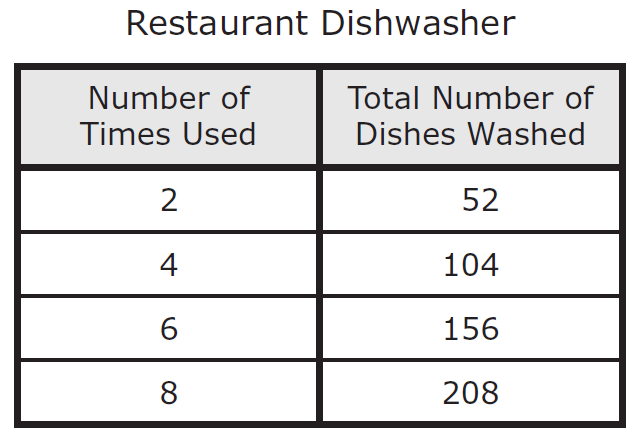 Restaurant Dishwasher
Number of
Times Used
Total Number of
Dishes Washed
2 52
4 104
6 156
8 208